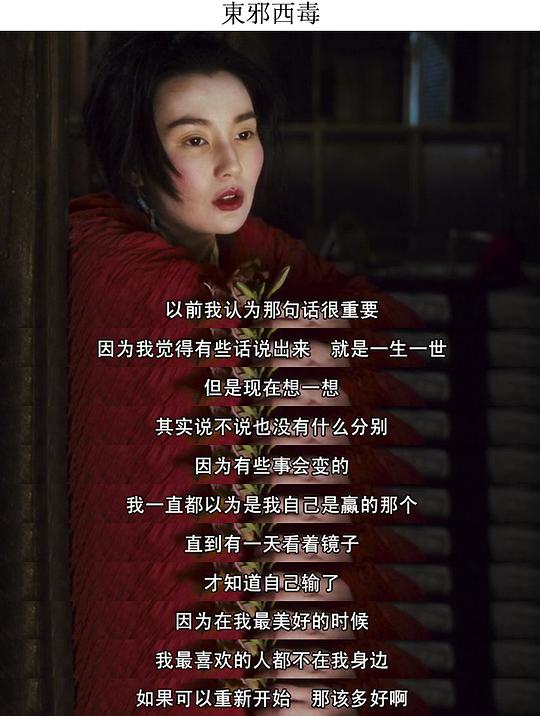 東邪西毒
以前我认为那句话很重要
因为我觉得有些话说出来　就是一生一世
但是现在想一想
其实说不说也没有什么分别
因为有些事会变的
我一直都以为是我自己是赢的那个
直到有一天看着镜子
才知道自己输了
因为在我最美好的时候
我最喜欢的人都不在我身边
如果可以重新开始　那该多好啊